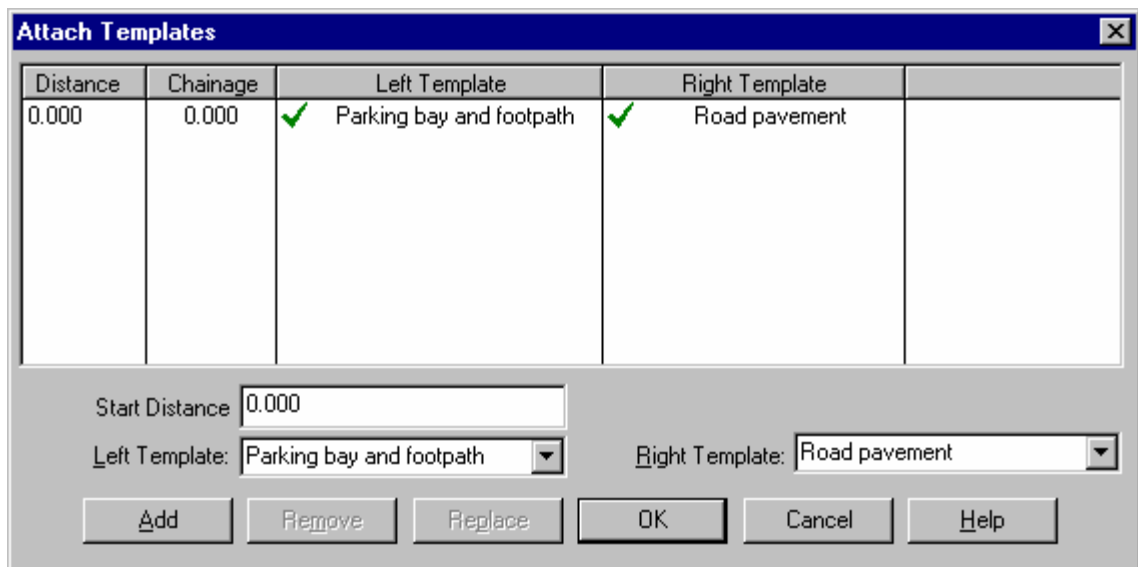 Attach Templates
Distance Chainage Left Template Right Template
0.000 0.000 Parking bay and footpath Road pavement
Start Distance 0.000
Left Template: Parking bay and footpath Right Template: Road pavement
Add Remove Replace OK Cancel Help